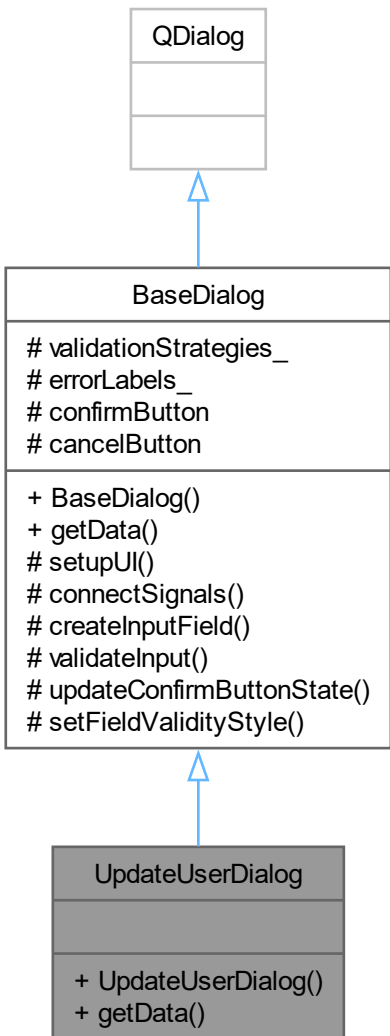 QDialog
BaseDialog
# validationStrategies_
# errorLabels_
# confirmButton
# cancelButton
+ BaseDialog()
+ getData()
# setupUI()
# connectSignals()
# createInputField()
# validateInput()
# updateConfirmButtonState()
# setFieldValidityStyle()
UpdateUserDialog
+ UpdateUserDialog()
+ getData()